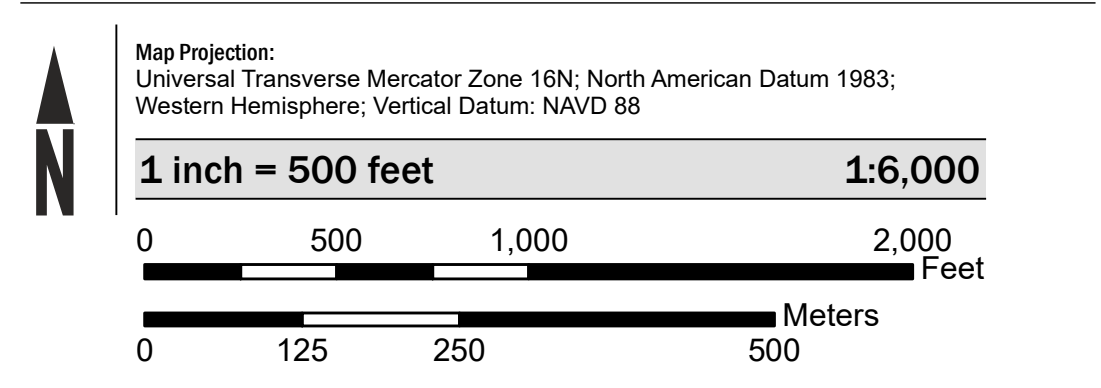 Map Projection:
Universal Transverse Mercator Zone 16N; North American Datum 1983;
Western Hemisphere; Vertical Datum: NAVD 88
N
1 inch = 500 feet 1:6,000
0 500 1,000 2,000
Feet
Meters
0 125 250 500